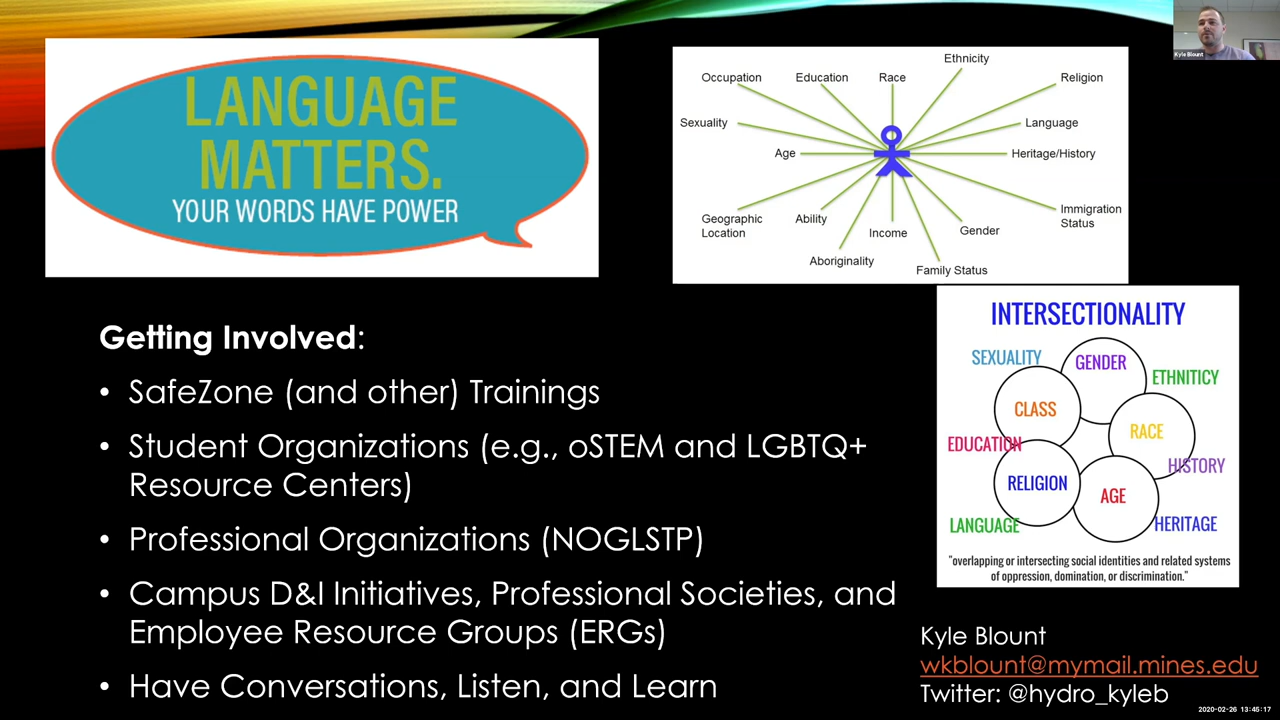 LANGUAGE
MATTERS.
YOUR WORDS HAVE POWER
Ethnicity
Occupation
Education
Race
Religion
Sexuality
Language
Age
Heritage/History
Geographic
Location
Ability
Income
Gender
Immigration
Status
Aboriginality
Family Status
Kyle Blount
Getting Involved:
• SafeZone (and other) Trainings
• Student Organizations (e.g., oSTEM and LGBTQ+
Resource Centers)
• Professional Organizations (NOGLSTP)
• Campus D&I Initiatives, Professional Societies, and
Employee Resource Groups (ERGs)
• Have Conversations, Listen, and Learn
INTERSECTIONALITY
SEXUALITY
GENDER
ETHNITICY
CLASS
RACE
EDUCATION
HISTORY
RELIGION
AGE
LANGUAGE
HERITAGE
"overlapping or intersecting social identities and related systems
of oppression, domination, or discrimination."
Kyle Blount
wkblount@mymail.mines.edu
Twitter: @hydro_kyleb
2020-02-26 13:45:17